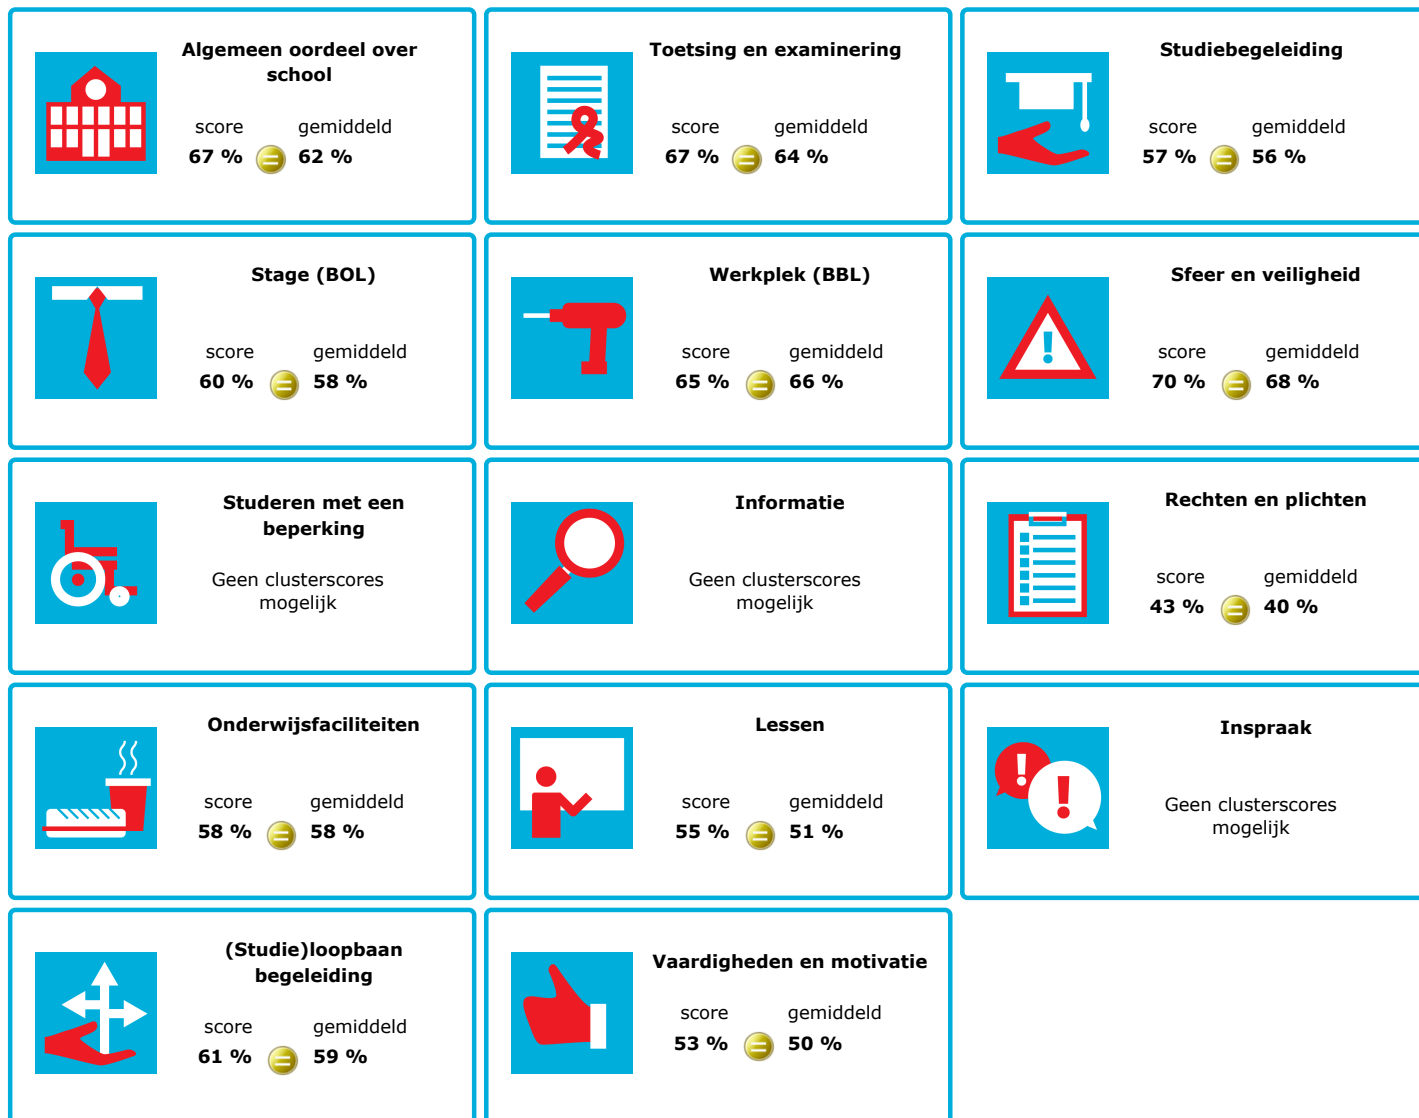 Algemeen oordeel over
school
score gemiddeld
67 % 62 %
Toetsing en examinering
score gemiddeld
67 % 64 %
Studiebegeleiding
score gemiddeld
57 % 56 %
Stage (BOL)
score gemiddeld
60 % 58 %
Werkplek (BBL)
score gemiddeld
65 % 66 %
Sfeer en veiligheid
score gemiddeld
70 % 68 %
Studeren met een
beperking
Geen clusterscores
mogelijk
Informatie
Geen clusterscores
mogelijk
Rechten en plichten
score gemiddeld
43 % 40 %
Onderwijsfaciliteiten
score gemiddeld
58 % 58 %
Lessen
score gemiddeld
55 % 51 %
Inspraak
Geen clusterscores
mogelijk
(Studie)loopbaan
begeleiding
score gemiddeld
61 % 59 %
Vaardigheden en motivatie
score gemiddeld
53 % 50 %